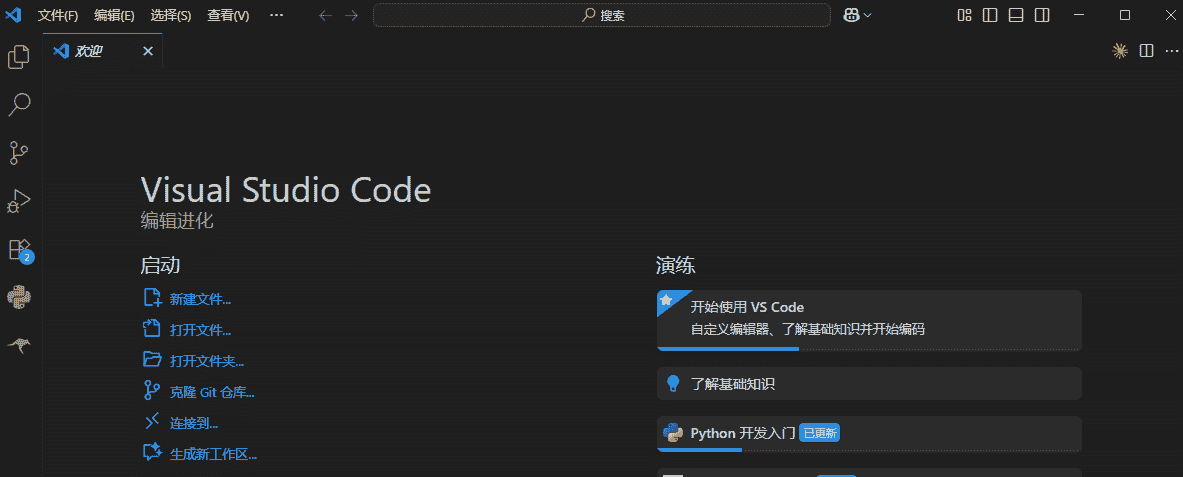 文件(F) 编辑(E) 选择(S) 查看(V) ··· 搜索
欢迎
Visual Studio Code
编辑进化
启动
新建文件...
打开文件...
打开文件夹...
克隆 Git 仓库...
连接到...
生成新工作区...
演练
开始使用 VS Code
自定义编辑器、了解基础知识并开始编码
了解基础知识
Python 开发入门 已更新
2